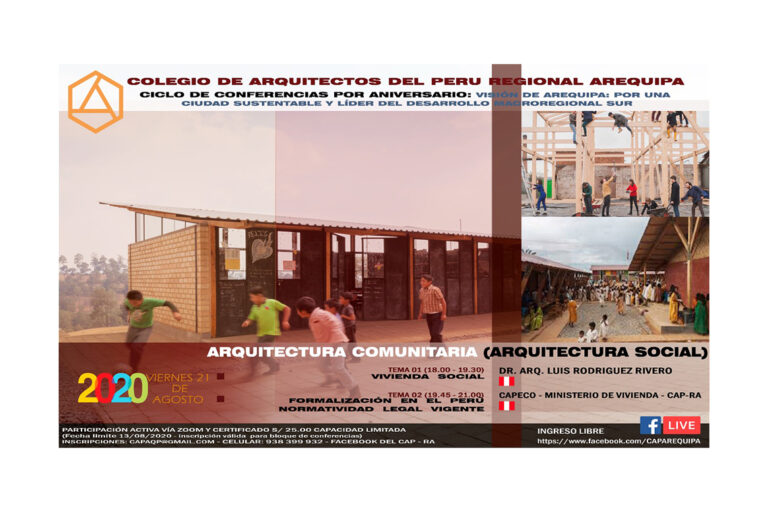 COLEGIO DE ARQUITECTOS DEL PERU REGIONAL AREQUIPA
CICLO DE CONFERENCIAS POR ANIVERSARIO: VISIÓN DE AREQUIPA: POR UNA
CIUDAD SUSTENTABLE Y LÍDER DEL DESARROLLO MACROREGIONAL SUR
ARQUITECTURA COMUNITARIA (ARQUITECTURA SOCIAL)
2020
VIERNES 21
DE
AGOSTO
TEMA 01 (18.00 - 19.30)
VIVIENDA SOCIAL
DR. ARQ. LUIS RODRIGUEZ RIVERO
TEMA 02 (19.45 - 21.00)
FORMALIZACIÓN EN EL PERÚ
NORMATIVIDAD LEGAL VIGENTE
CAPECO - MINISTERIO DE VIVIENDA - CAP-RA
PARTICIPACIÓN ACTIVA VÍA ZOOM Y CERTIFICADO S/ 25.00 CAPACIDAD LIMITADA
(Fecha límite 13/08/2020 - inscripción válida para bloque de conferencias)
INSCRIPCIONES: CAPAQP@GMAIL.COM - CELULAR: 938 399 932 - FACEBOOK DEL CAP - RA
INGRESO LIBRE
f LIVE
https://www.facebook.com/CAPAREQUIPA